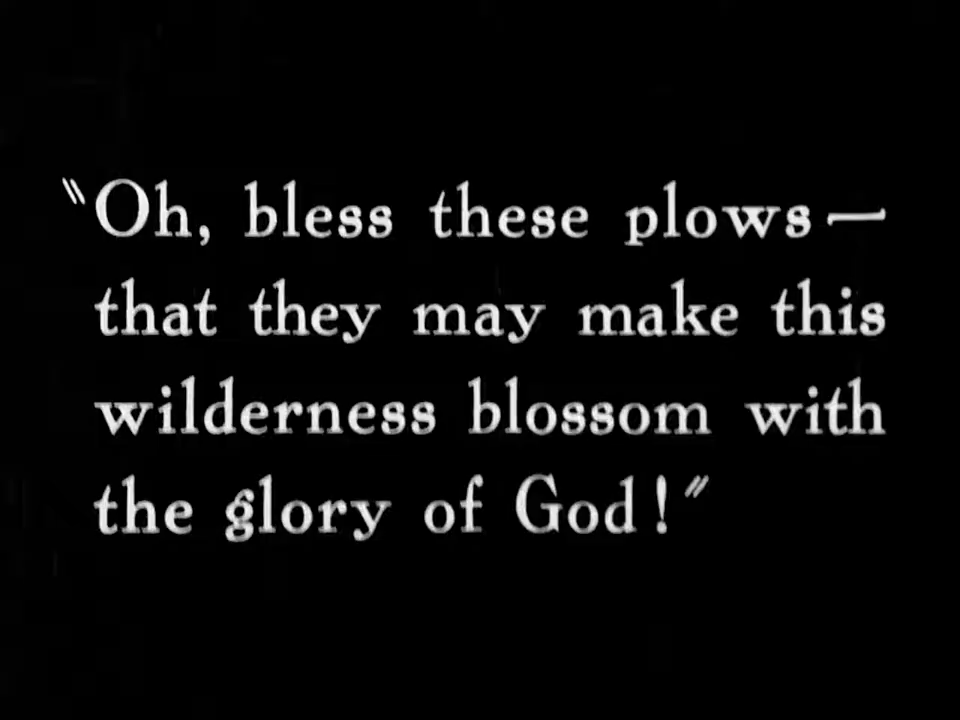 "Oh, bless these plows—
that they may make this
wilderness blossom with
the glory of God!"